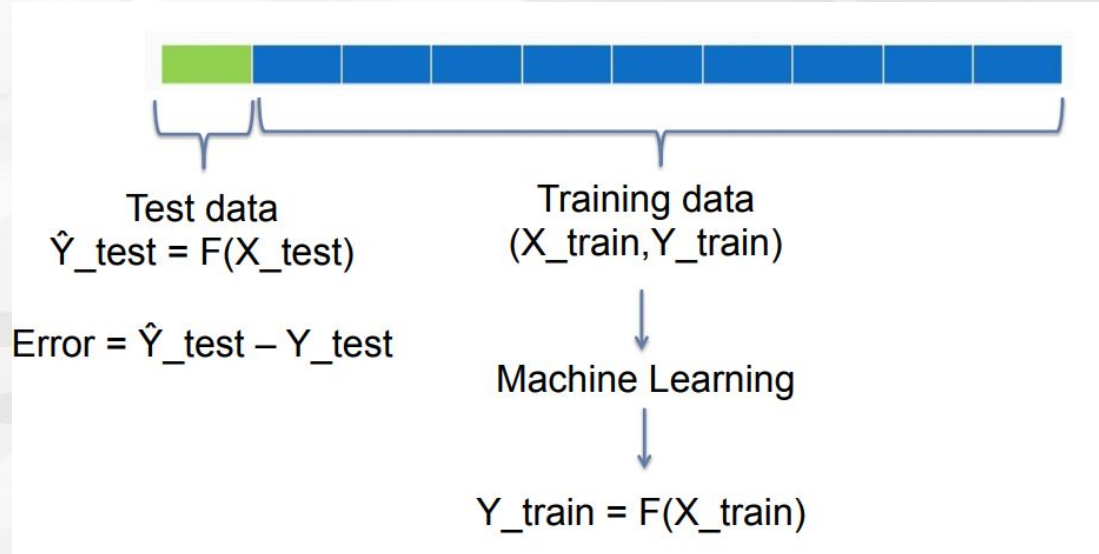 Test data
Ŷ_test = F(X_test)
Error = Ŷ_test – Y_test
Training data
(X_train,Y_train)
Machine Learning
Y_train = F(X_train)